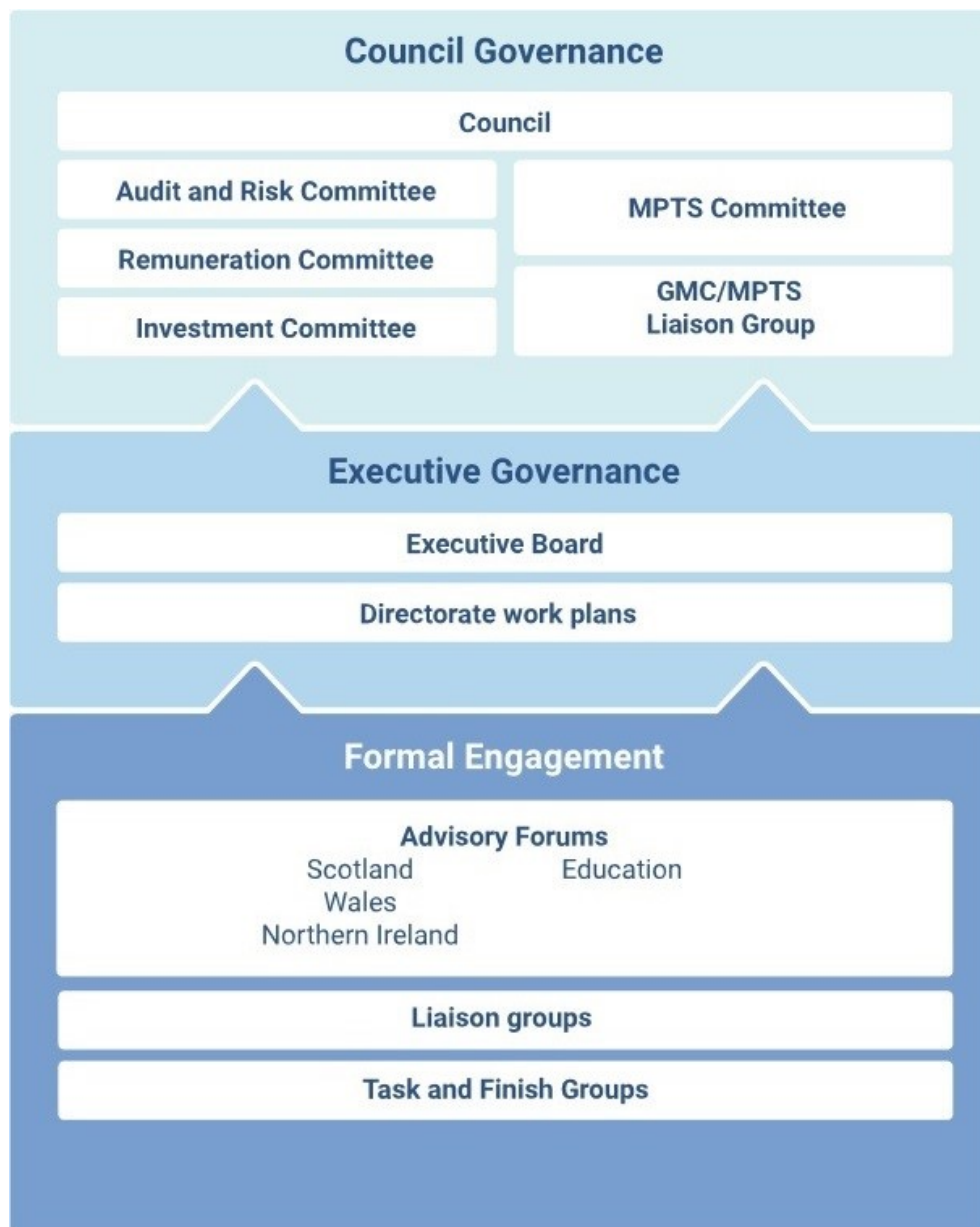 Council Governance
Council
Audit and Risk Committee
Remuneration Committee
Investment Committee
MPTS Committee
GMC/MPTS
Liaison Group
Executive Governance
Executive Board
Directorate work plans
Formal Engagement
Advisory Forums
Scotland
Wales
Northern Ireland
Education
Liaison groups
Task and Finish Groups